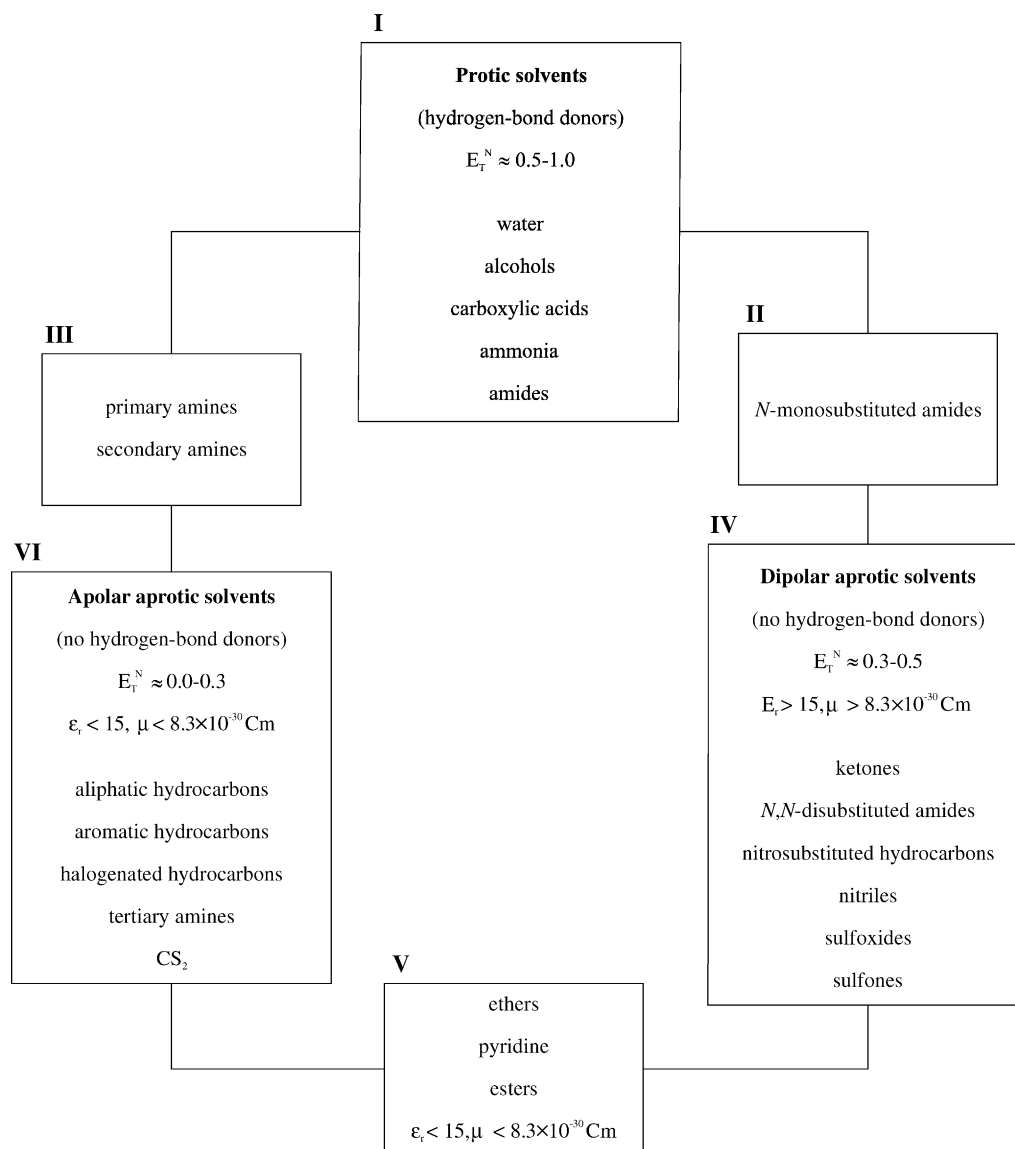 I
Protic solvents
(hydrogen-bond donors)
E_T^N ≈ 0.5-1.0
water
alcohols
carboxylic acids
ammonia
amides
III
primary amines
secondary amines
II
N-monosubstituted amides
VI
Apolar aprotic solvents
(no hydrogen-bond donors)
E_T^N ≈ 0.0-0.3
ε_r < 15, μ < 8.3×10^-30 Cm
aliphatic hydrocarbons
aromatic hydrocarbons
halogenated hydrocarbons
tertiary amines
CS₂
IV
Dipolar aprotic solvents
(no hydrogen-bond donors)
E_T^N ≈ 0.3-0.5
E_r > 15, μ > 8.3×10^-30 Cm
ketones
N,N-disubstituted amides
nitrosubstituted hydrocarbons
nitriles
sulfoxides
sulfones
V
ethers
pyridine
esters
ε_r < 15, μ < 8.3×10^-30 Cm